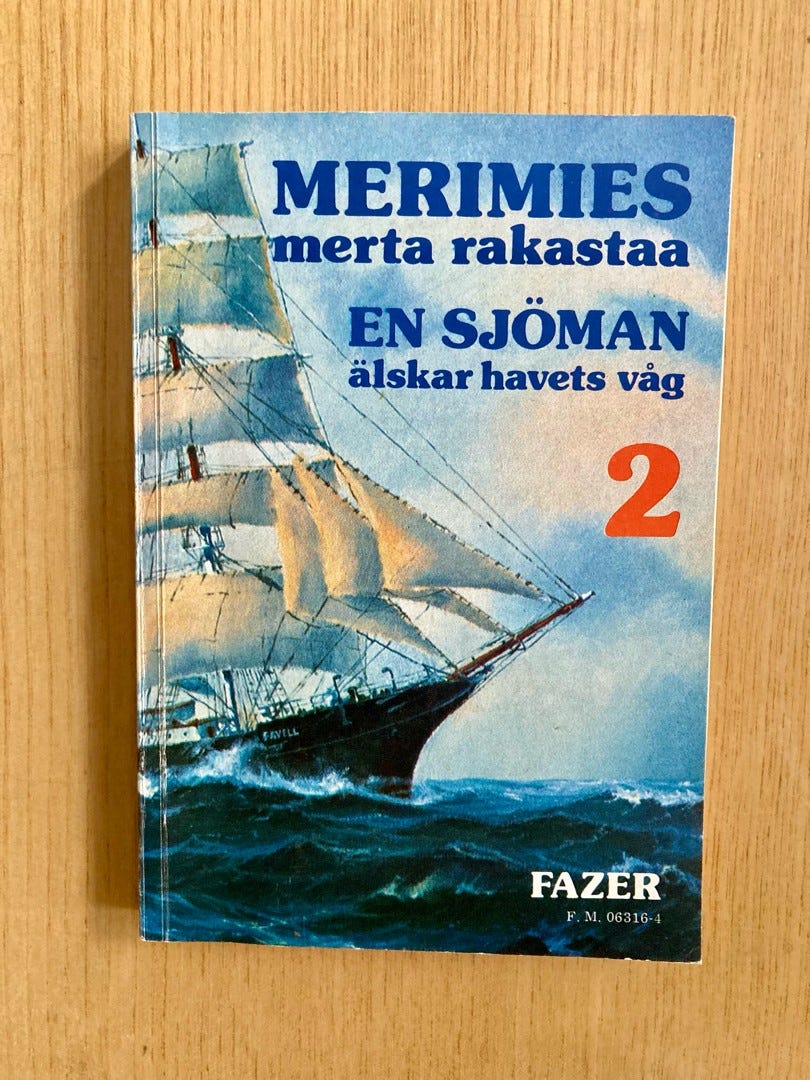 MERIMIES
merta rakastaa
EN SJÖMAN
älskar havets våg
2
FAVELL
FAZER
F. M. 06316-4